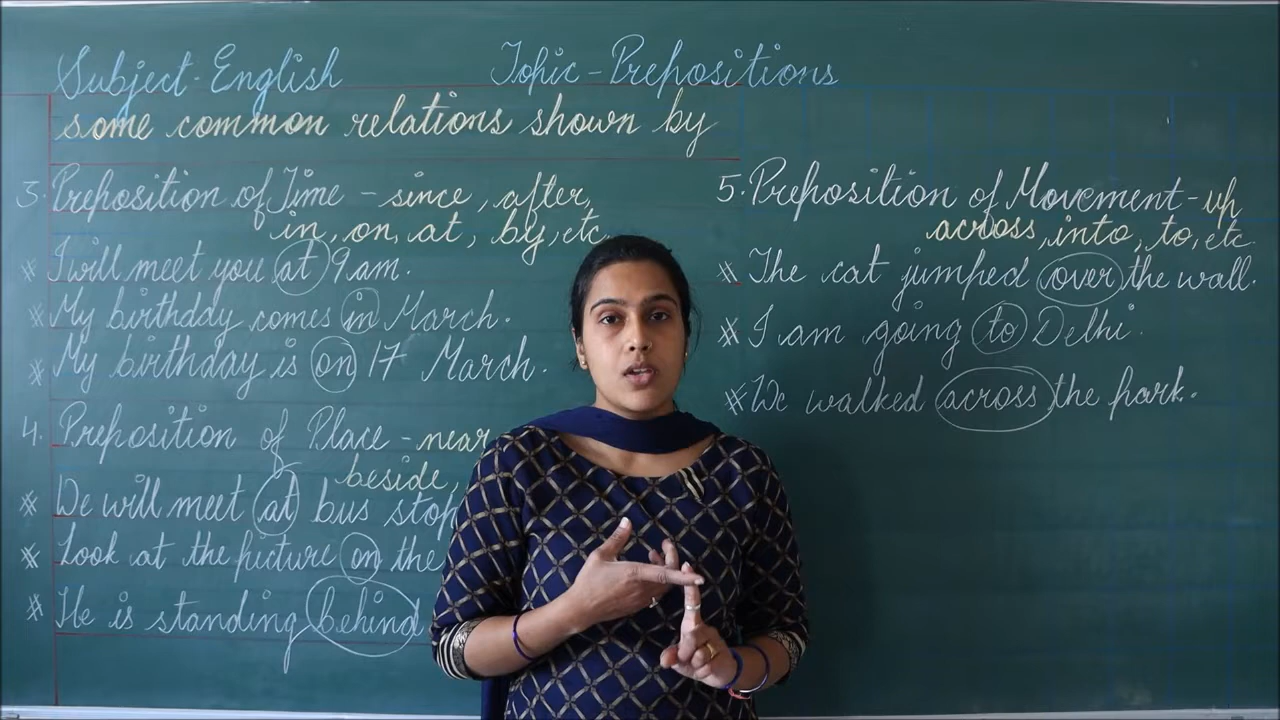 Subject-English
Topic-Prepositions
some common relations shown by
3. Preposition of Time - since, after,
in, on, at, by, etc
* I will meet you at 9 am.
* My birthday comes in March.
* My birthday is on 17 March.
4. Preposition of Place - near
beside,
* We will meet at bus stop
* Look at the picture on the
* He is standing behind
5. Preposition of Movement - up
across, into, to, etc.
* The cat jumped over the wall.
* I am going to Delhi.
* We walked across the park.